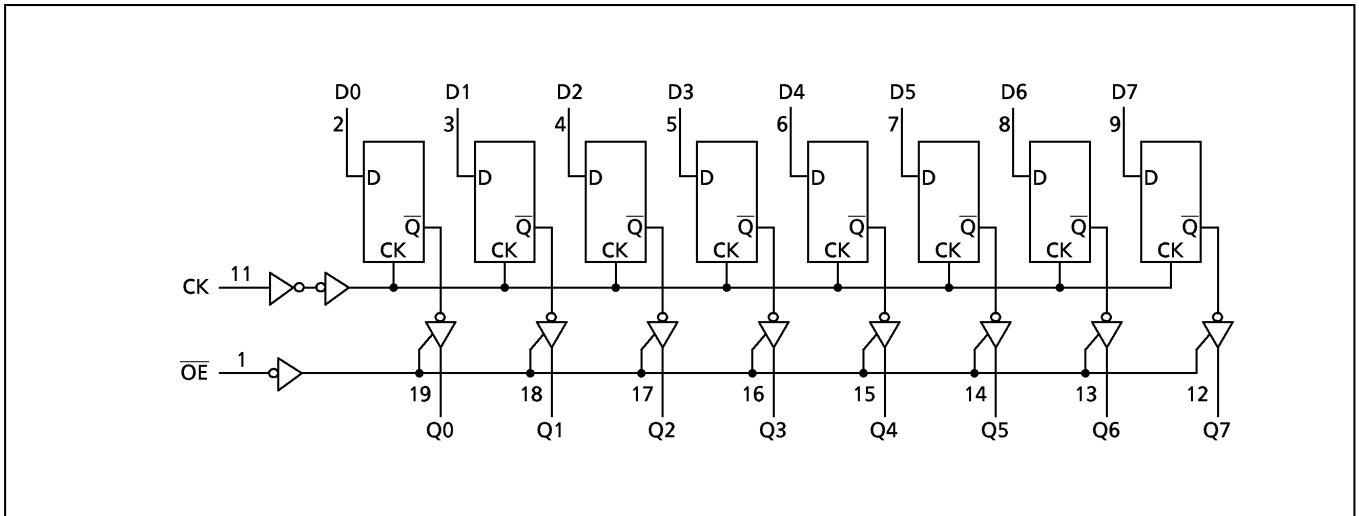 D0 D1 D2 D3 D4 D5 D6 D7
2 3 4 5 6 7 8 9
D D D D D D D D
Q̅ Q̅ Q̅ Q̅ Q̅ Q̅ Q̅ Q̅
CK CK CK CK CK CK CK CK
CK 11
O̅E̅ 1
19 18 17 16 15 14 13 12
Q0 Q1 Q2 Q3 Q4 Q5 Q6 Q7